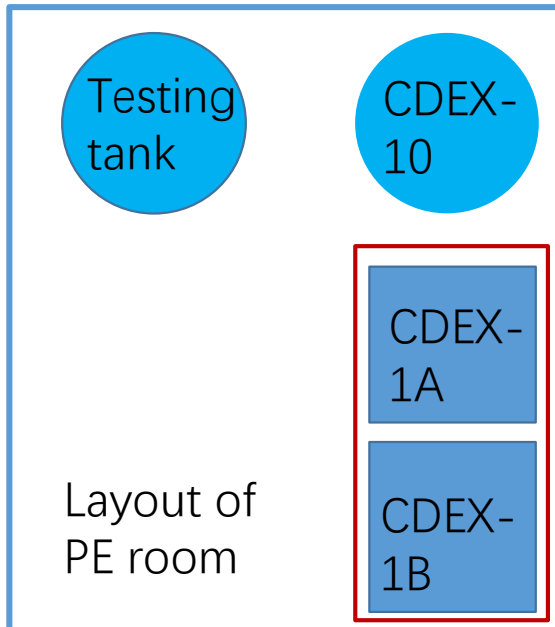 Testing
tank
CDEX-
10
CDEX-
1A
Layout of
PE room
CDEX-
1B